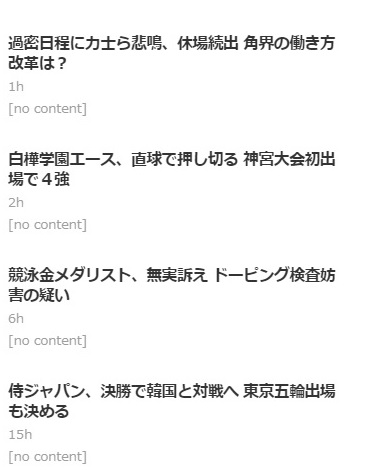 過密日程に力士ら悲鳴、休場続出 角界の働き方
改革は？
1h
[no content]
白樺学園エース、直球で押し切る 神宮大会初出
場で４強
2h
[no content]
競泳金メダリスト、無実訴え ドーピング検査妨
害の疑い
6h
[no content]
侍ジャパン、決勝で韓国と対戦へ 東京五輪出場
も決める
15h
[no content]